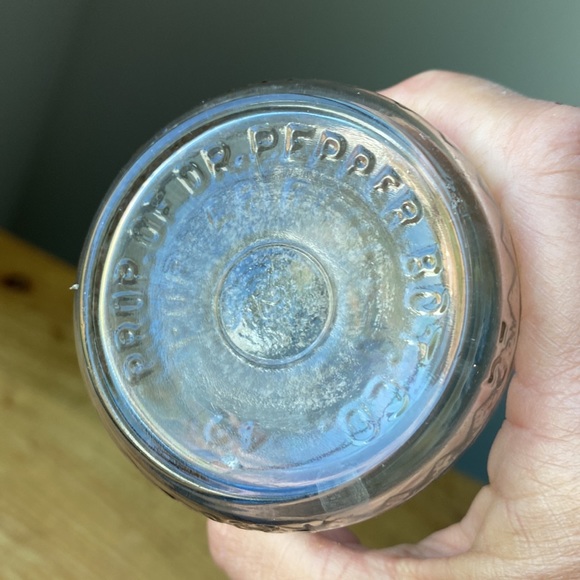 PROP. OF DR. PEPPER BOT. CO.